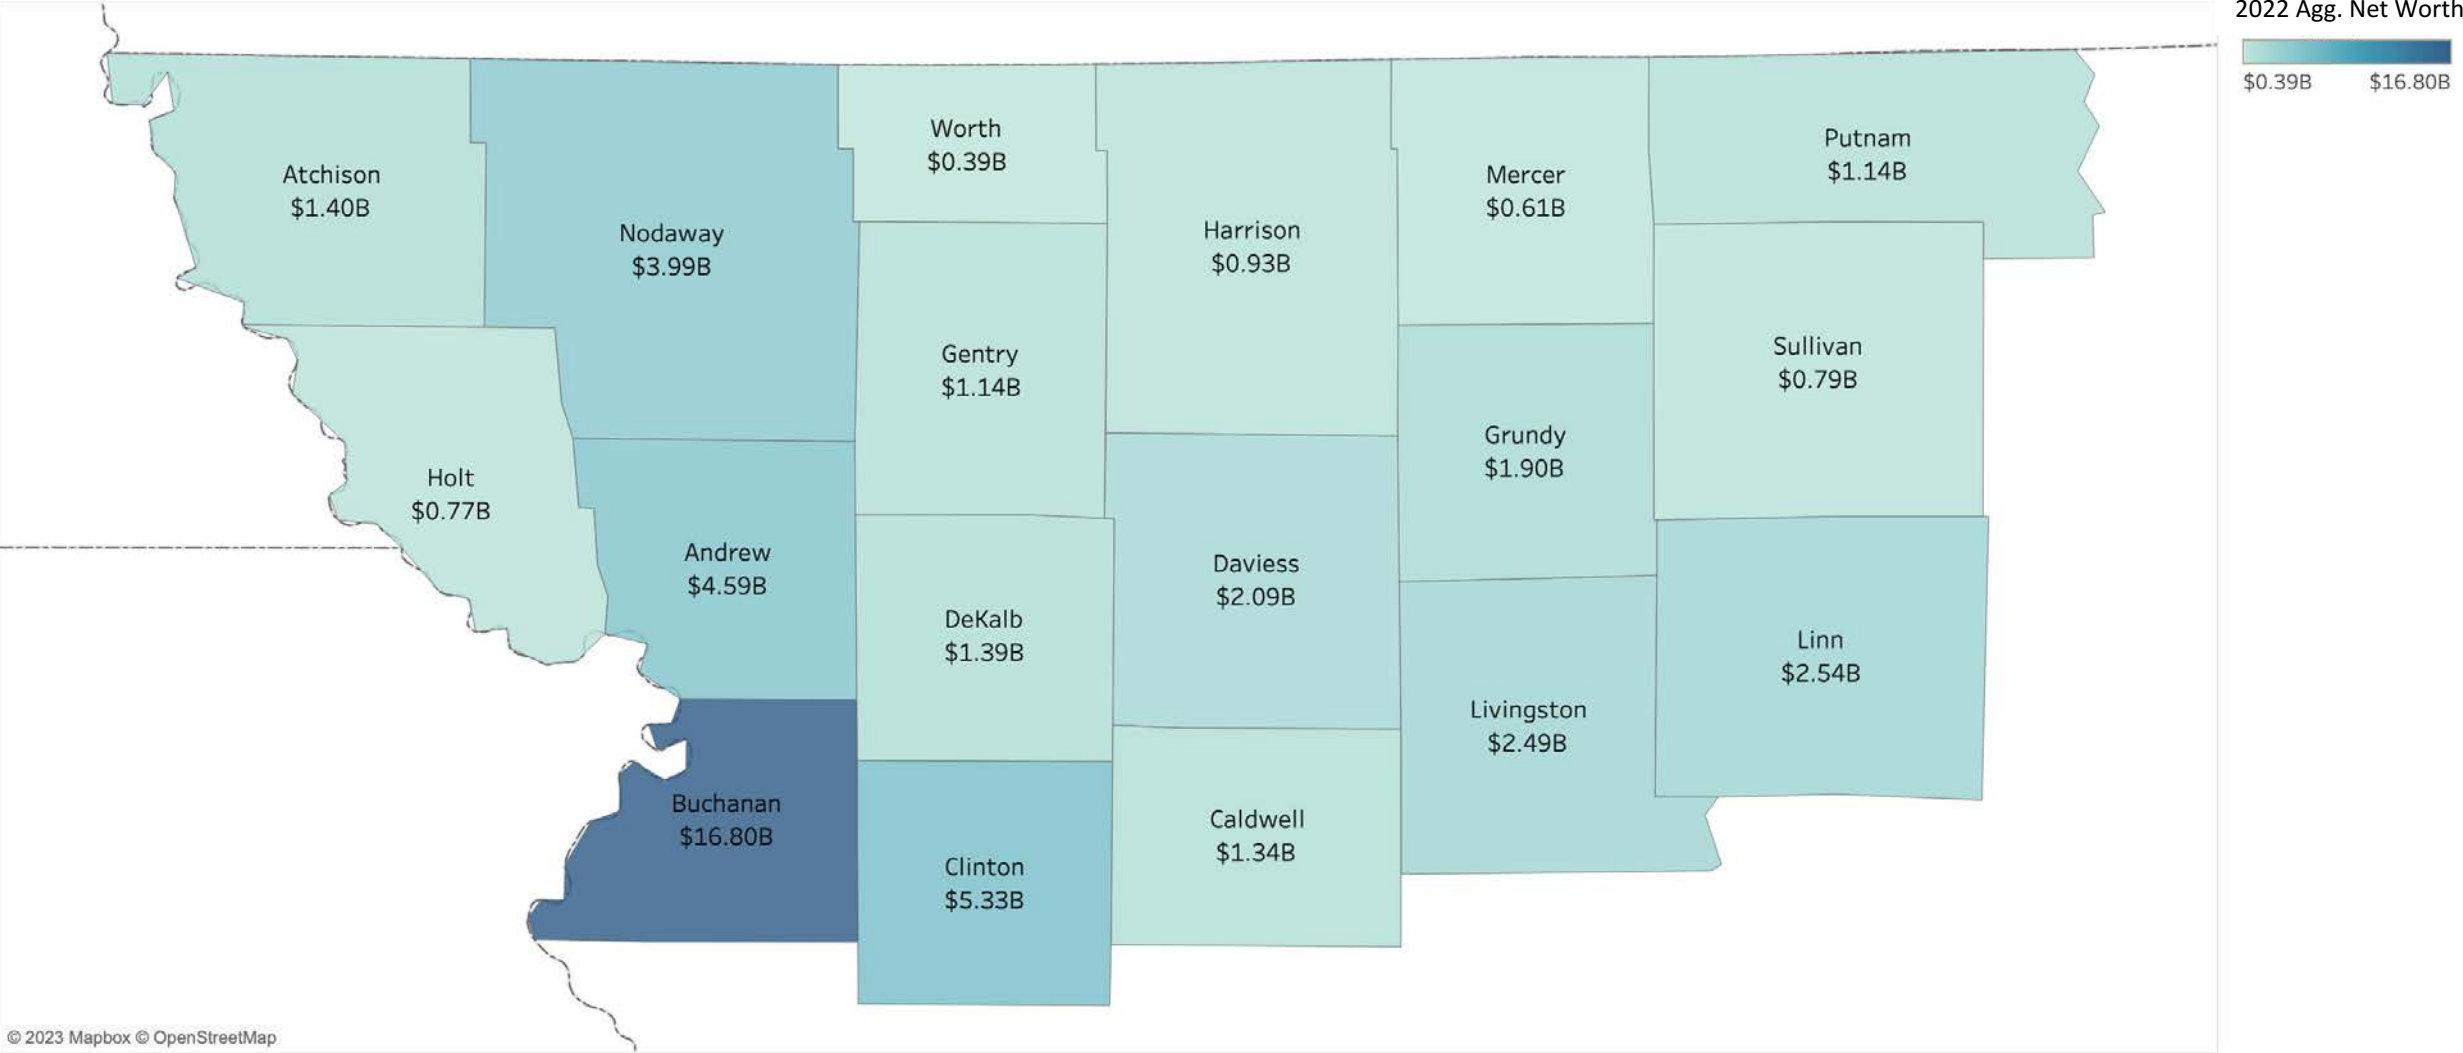 2022 Agg. Net Worth
$0.39B $16.80B
Worth
$0.39B
Putnam
$1.14B
Atchison
$1.40B
Mercer
$0.61B
Nodaway
$3.99B
Harrison
$0.93B
Gentry
$1.14B
Sullivan
$0.79B
Grundy
$1.90B
Holt
$0.77B
Andrew
$4.59B
Daviess
$2.09B
DeKalb
$1.39B
Linn
$2.54B
Livingston
$2.49B
Buchanan
$16.80B
Caldwell
$1.34B
Clinton
$5.33B
© 2023 Mapbox © OpenStreetMap